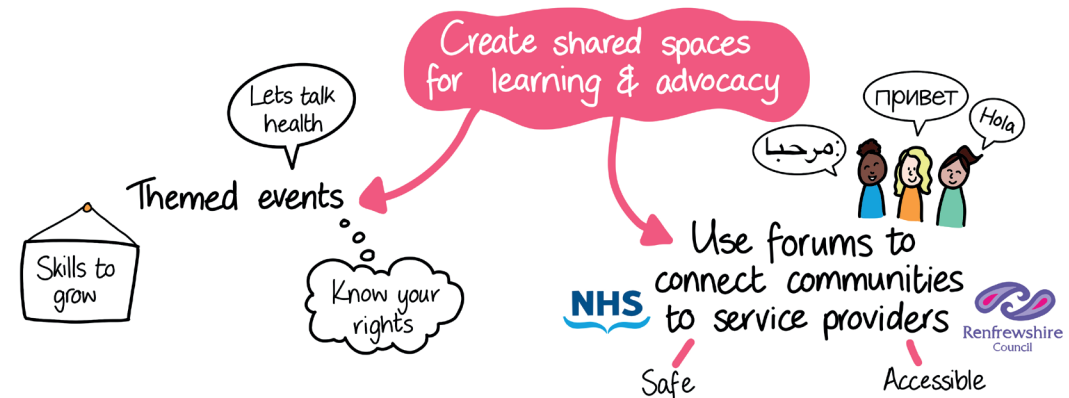 Create shared spaces
for learning & advocacy
Lets talk
health
Themed events
Skills to
grow
Know your
rights
مرحبا:
привет
Hola
Use forums to
connect communities
to service providers
NHS
Renfrewshire
Council
Safe
Accessible